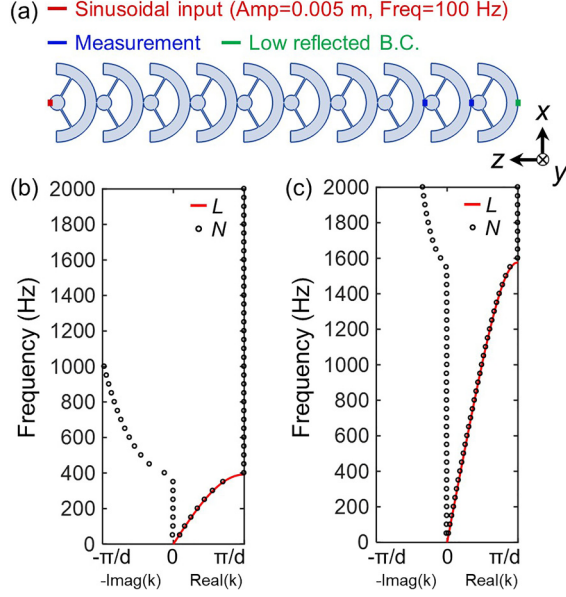 (a) Sinusoidal input (Amp=0.005 m, Freq=100 Hz)
Measurement Low reflected B.C.
x
z
y
(b)
2000
1800
1600
1400
1200
1000
800
600
400
200
0
Frequency (Hz)
L
N
-π/d 0 π/d
-Imag(k) Real(k)
(c)
2000
1800
1600
1400
1200
1000
800
600
400
200
0
Frequency (Hz)
L
N
-π/d 0 π/d
-Imag(k) Real(k)